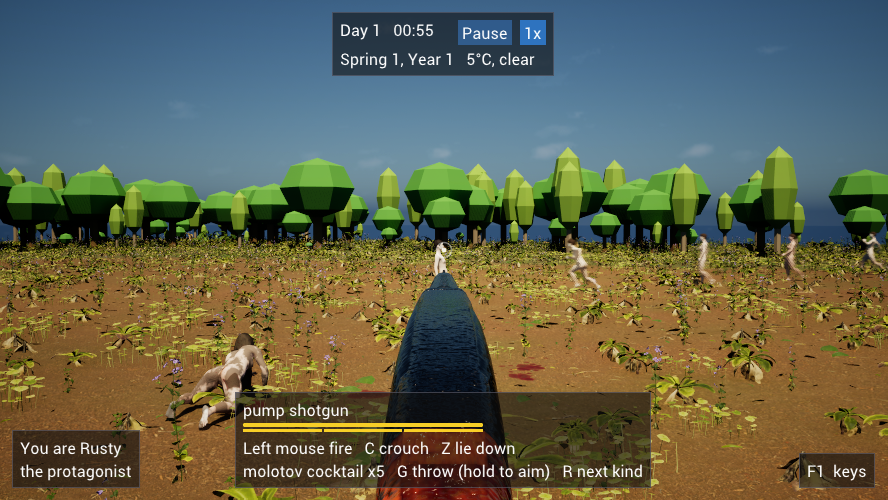 Day 1 00:55 Pause 1x
Spring 1, Year 1 5°C, clear
pump shotgun
Left mouse fire C crouch Z lie down
molotov cocktail x5 G throw (hold to aim) R next kind
You are Rusty
the protagonist
F1 keys